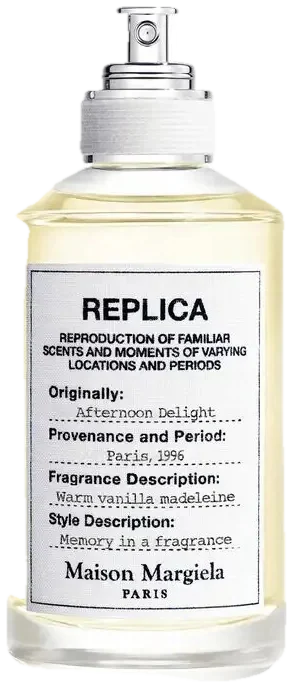 REPLICA
REPRODUCTION OF FAMILIAR
SCENTS AND MOMENTS OF VARYING
LOCATIONS AND PERIODS
Originally:
Afternoon Delight
Provenance and Period:
Paris, 1996
Fragrance Description:
Warm vanilla madeleine
Style Description:
Memory in a fragrance
Maison Margiela
PARIS